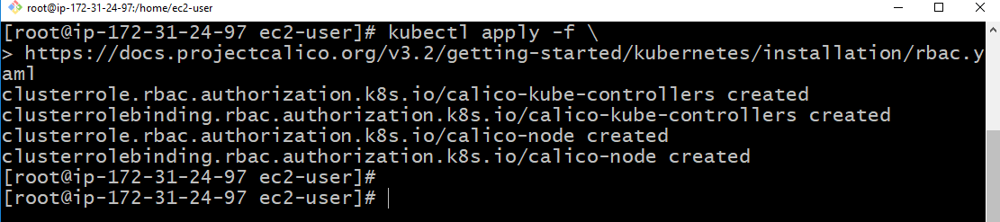 root@ip-172-31-24-97:/home/ec2-user
[root@ip-172-31-24-97 ec2-user]# kubectl apply -f \
> https://docs.projectcalico.org/v3.2/getting-started/kubernetes/installation/rbac.y
aml
clusterrole.rbac.authorization.k8s.io/calico-kube-controllers created
clusterrolebinding.rbac.authorization.k8s.io/calico-kube-controllers created
clusterrole.rbac.authorization.k8s.io/calico-node created
clusterrolebinding.rbac.authorization.k8s.io/calico-node created
[root@ip-172-31-24-97 ec2-user]#
[root@ip-172-31-24-97 ec2-user]#